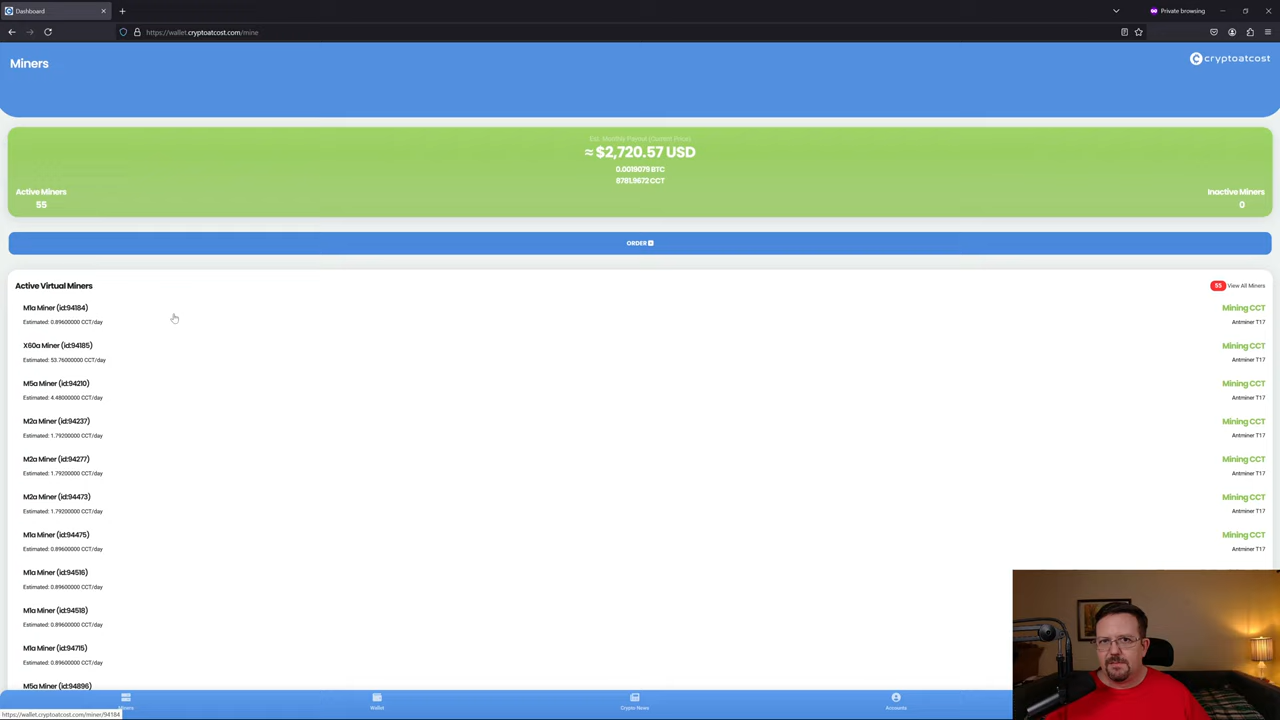 Dashboard
Private browsing
https://wallet.cryptoatcost.com/mine
Miners
cryptoatcost
Est. Monthly Payout (Current Price)
≈ $2,720.57 USD
0.0019079 BTC
8781.9672 CCT
Active Miners
55
Inactive Miners
0
ORDER
Active Virtual Miners
55 View All Miners
M1a Miner (id:94184)
Mining CCT
Estimated: 0.89600000 CCT/day
Antminer T17
X60a Miner (id:94185)
Mining CCT
Estimated: 53.76000000 CCT/day
Antminer T17
M5a Miner (id:94210)
Mining CCT
Estimated: 4.48000000 CCT/day
Antminer T17
M2a Miner (id:94237)
Mining CCT
Estimated: 1.79200000 CCT/day
Antminer T17
M2a Miner (id:94277)
Mining CCT
Estimated: 1.79200000 CCT/day
Antminer T17
M2a Miner (id:94473)
Mining CCT
Estimated: 1.79200000 CCT/day
Antminer T17
M1a Miner (id:94475)
Mining CCT
Estimated: 0.89600000 CCT/day
Antminer T17
M1a Miner (id:94516)
Estimated: 0.89600000 CCT/day
M1a Miner (id:94518)
Estimated: 0.89600000 CCT/day
M1a Miner (id:94715)
Estimated: 0.89600000 CCT/day
M5a Miner (id:94896)
Miners
Wallet
Crypto News
Accounts
https://wallet.cryptoatcost.com/miner/94184